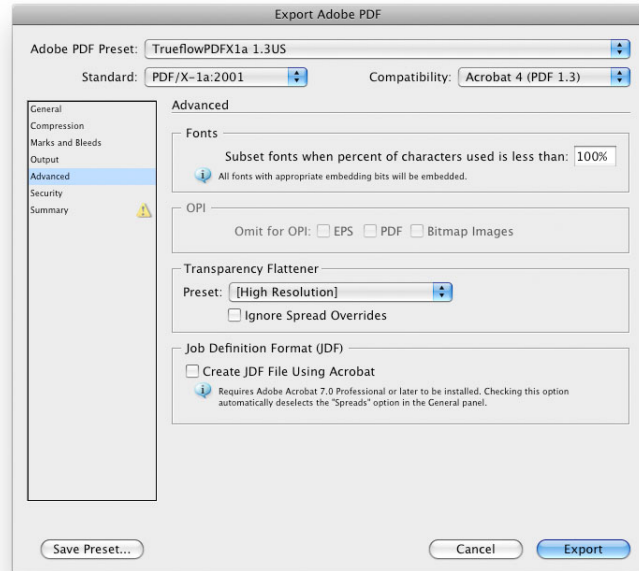 Export Adobe PDF
Adobe PDF Preset: TrueflowPDFX1a 1.3US
Standard: PDF/X-1a:2001 Compatibility: Acrobat 4 (PDF 1.3)
General
Compression
Marks and Bleeds
Output
Advanced
Security
Summary
Advanced
Fonts
Subset fonts when percent of characters used is less than: 100%
All fonts with appropriate embedding bits will be embedded.
OPI
Omit for OPI: EPS PDF Bitmap Images
Transparency Flattener
Preset: [High Resolution]
Ignore Spread Overrides
Job Definition Format (JDF)
Create JDF File Using Acrobat
Requires Adobe Acrobat 7.0 Professional or later to be installed. Checking this option
automatically deselects the "Spreads" option in the General panel.
Save Preset... Cancel Export